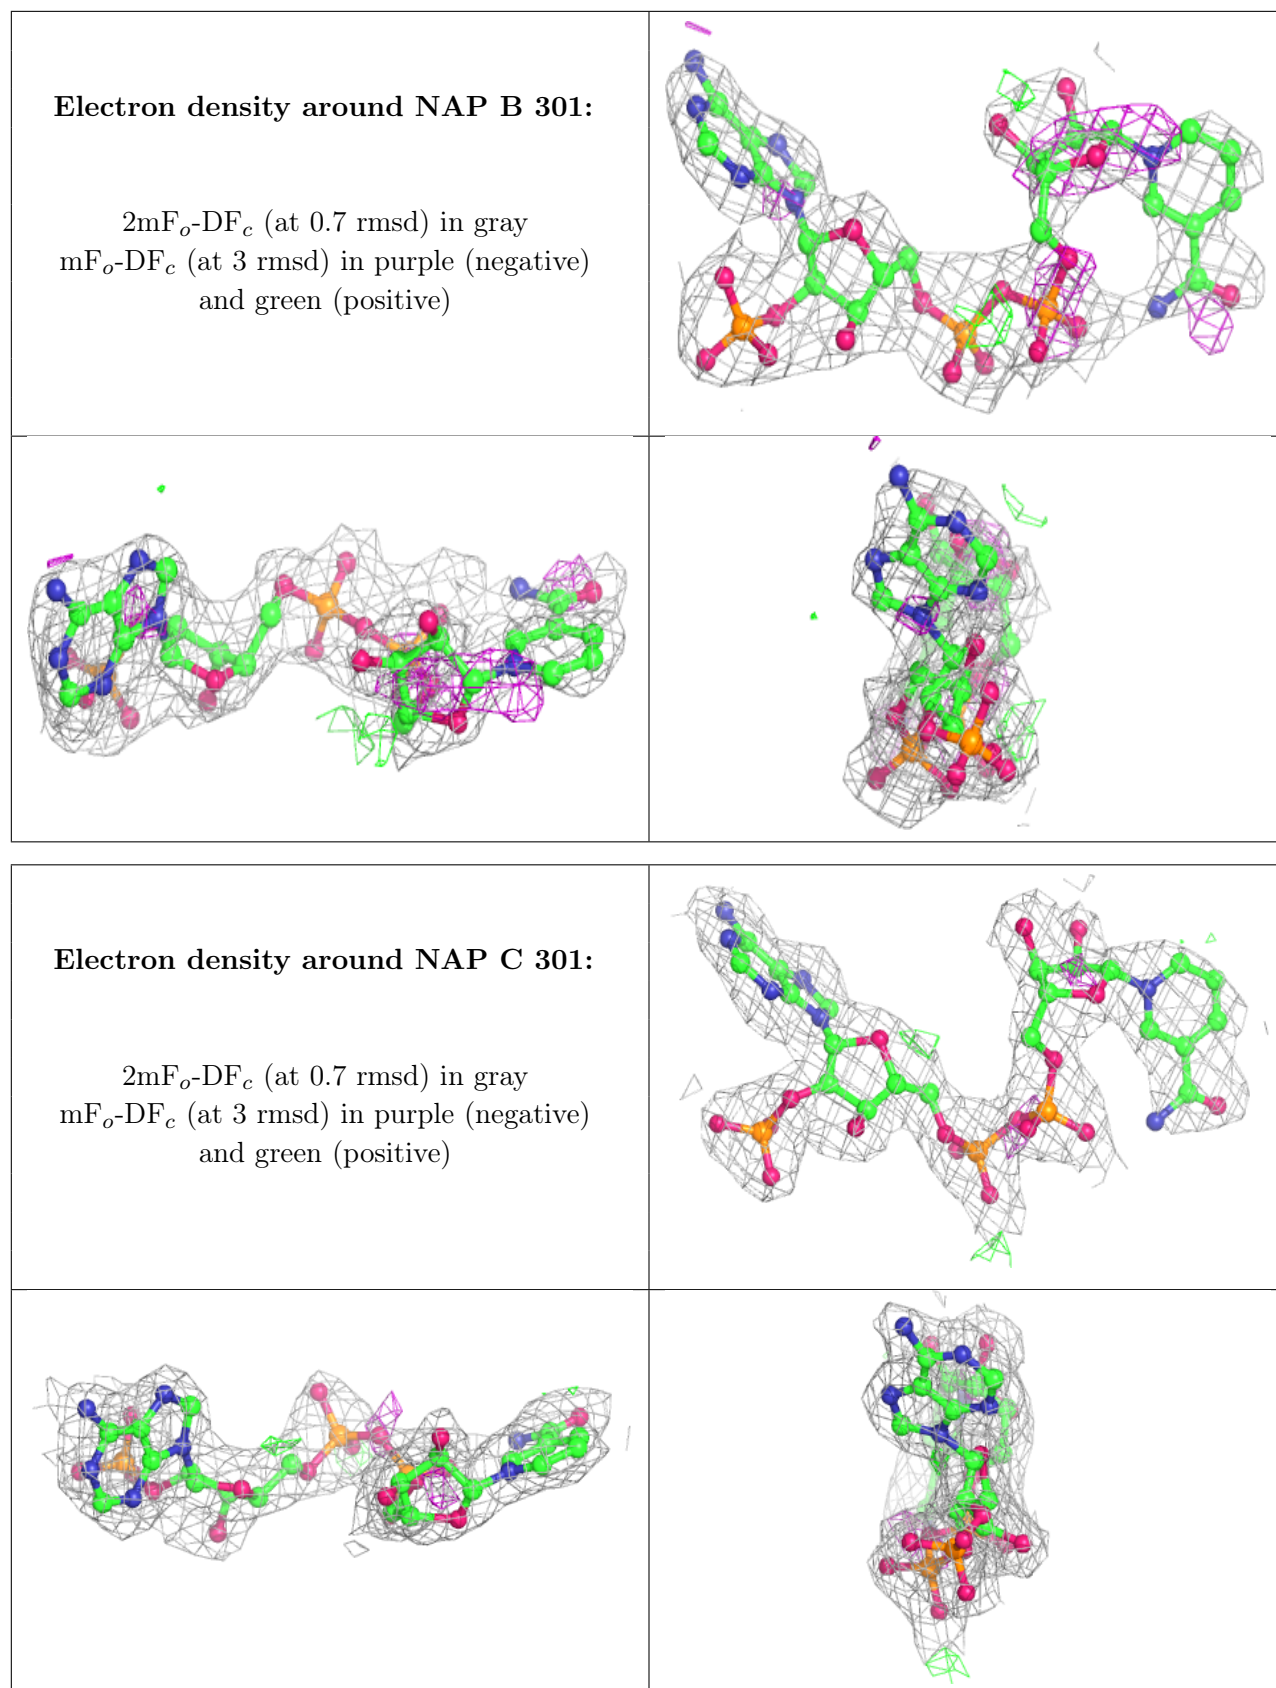 Electron density around NAP B 301:
2mFo-DFc (at 0.7 rmsd) in gray
mFo-DFc (at 3 rmsd) in purple (negative)
and green (positive)
Electron density around NAP C 301:
2mFo-DFc (at 0.7 rmsd) in gray
mFo-DFc (at 3 rmsd) in purple (negative)
and green (positive)